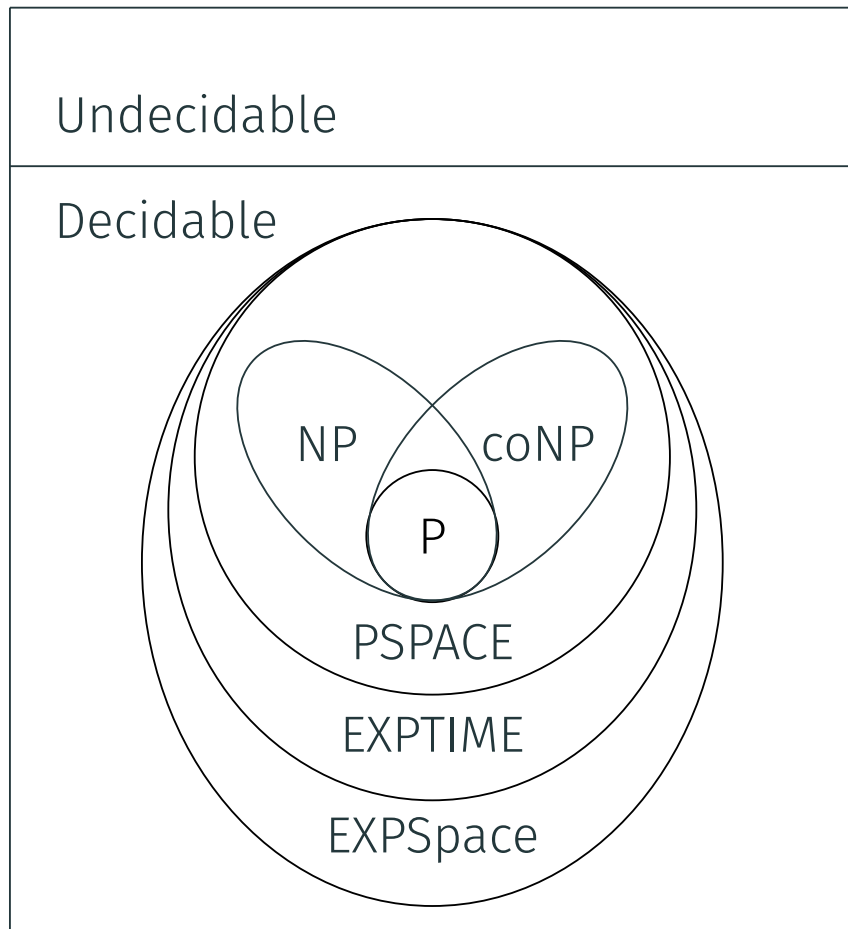 Undecidable
Decidable
NP
coNP
P
PSPACE
EXPTIME
EXPSpace